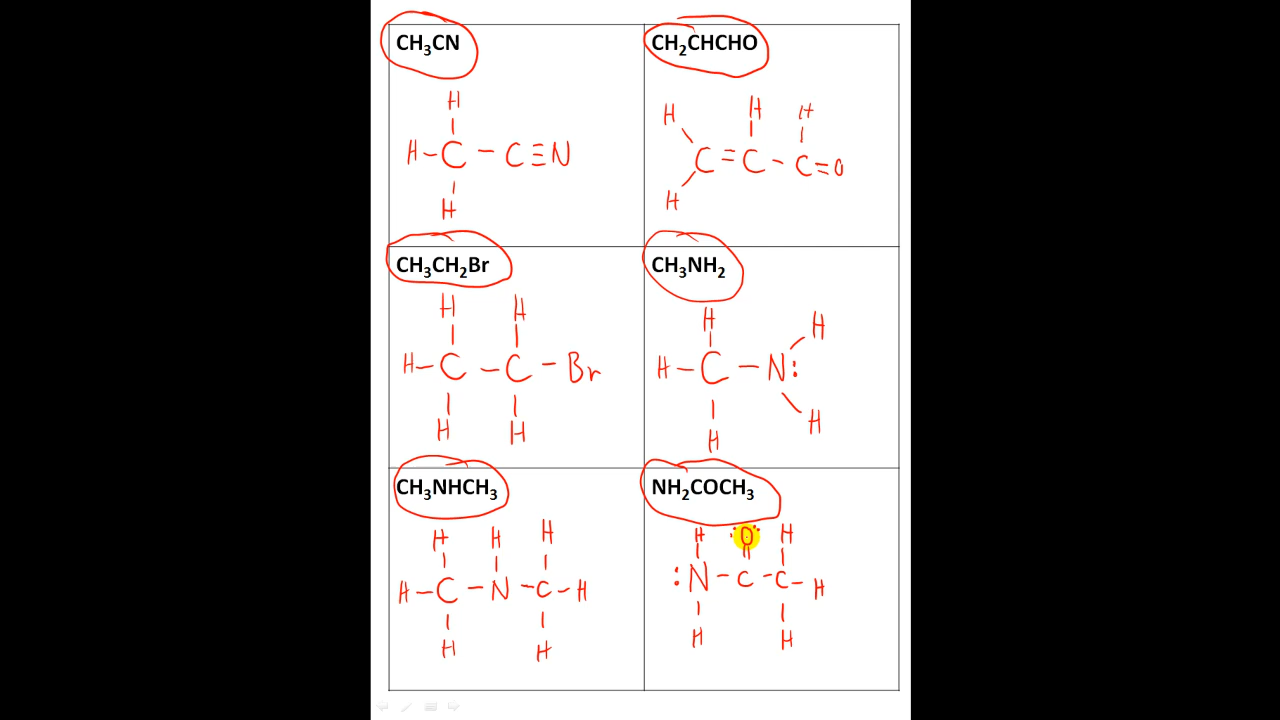 CH₃CN
H
H–C–C≡N
H
CH₂CHCHO
H H H
C=C–C=O
H
CH₃CH₂Br
H H
H–C–C–Br
H H
CH₃NH₂
H H
H–C–N:
H H
CH₃NHCH₃
H H H
H–C–N–C–H
H H
NH₂COCH₃
H :O: H
:N–C–C–H
H H